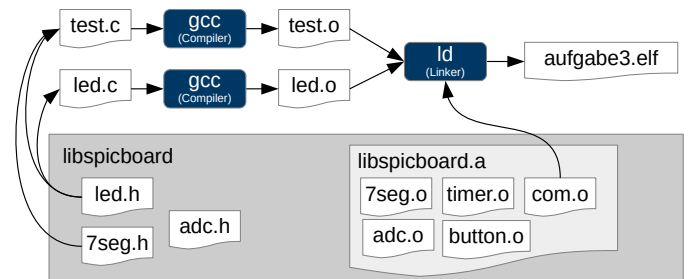 test.c
gcc
(Compiler)
test.o
led.c
gcc
(Compiler)
led.o
ld
(Linker)
aufgabe3.elf
libspicboard
led.h
7seg.h
adc.h
libspicboard.a
7seg.o
timer.o
com.o
adc.o
button.o